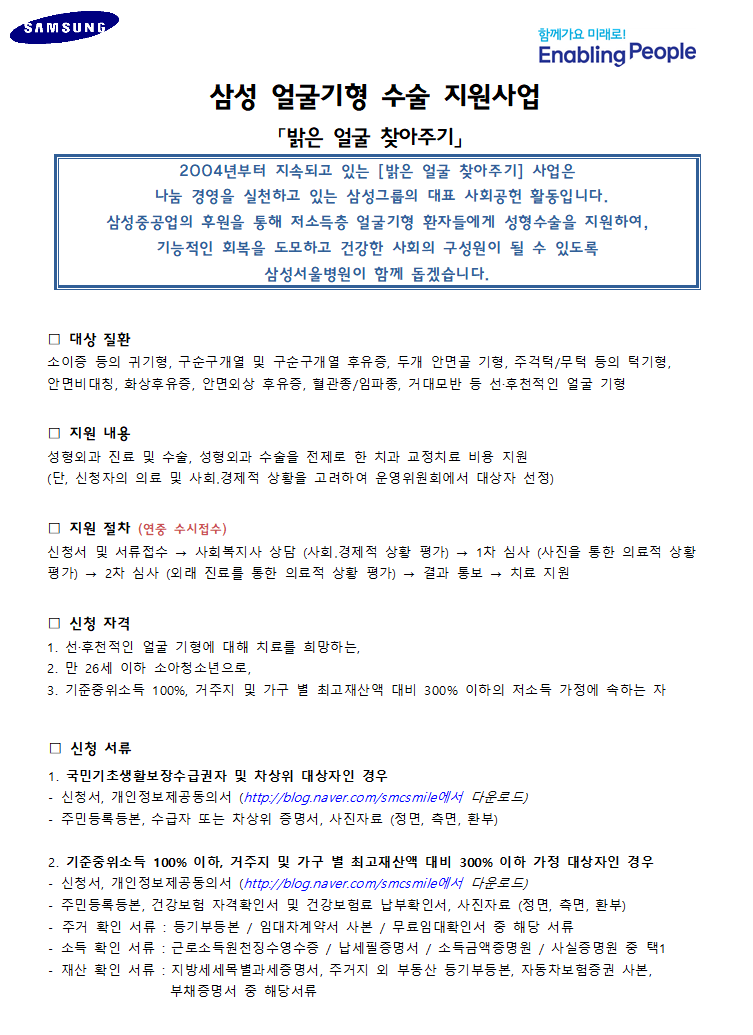 SAMSUNG
함께가요 미래로!
Enabling People
삼성 얼굴기형 수술 지원사업
「밝은 얼굴 찾아주기」
2004년부터 지속되고 있는 [밝은 얼굴 찾아주기] 사업은
나눔 경영을 실천하고 있는 삼성그룹의 대표 사회공헌 활동입니다.
삼성중공업의 후원을 통해 저소득층 얼굴기형 환자들에게 성형수술을 지원하여,
기능적인 회복을 도모하고 건강한 사회의 구성원이 될 수 있도록
삼성서울병원이 함께 돕겠습니다.
□ 대상 질환
소이증 등의 귀기형, 구순구개열 및 구순구개열 후유증, 두개 안면골 기형, 주걱턱/무턱 등의 턱기형,
안면비대칭, 화상후유증, 안면외상 후유증, 혈관종/임파종, 거대모반 등 선·후천적인 얼굴 기형
□ 지원 내용
성형외과 진료 및 수술, 성형외과 수술을 전제로 한 치과 교정치료 비용 지원
(단, 신청자의 의료 및 사회.경제적 상황을 고려하여 운영위원회에서 대상자 선정)
□ 지원 절차 (연중 수시접수)
신청서 및 서류접수 → 사회복지사 상담 (사회.경제적 상황 평가) → 1차 심사 (사진을 통한 의료적 상황
평가) → 2차 심사 (외래 진료를 통한 의료적 상황 평가) → 결과 통보 → 치료 지원
□ 신청 자격
1. 선·후천적인 얼굴 기형에 대해 치료를 희망하는,
2. 만 26세 이하 소아청소년으로,
3. 기준중위소득 100%, 거주지 및 가구 별 최고재산액 대비 300% 이하의 저소득 가정에 속하는 자
□ 신청 서류
1. 국민기초생활보장수급권자 및 차상위 대상자인 경우
- 신청서, 개인정보제공동의서 (http://blog.naver.com/smcsmile에서 다운로드)
- 주민등록등본, 수급자 또는 차상위 증명서, 사진자료 (정면, 측면, 환부)
2. 기준중위소득 100% 이하, 거주지 및 가구 별 최고재산액 대비 300% 이하 가정 대상자인 경우
- 신청서, 개인정보제공동의서 (http://blog.naver.com/smcsmile에서 다운로드)
- 주민등록등본, 건강보험 자격확인서 및 건강보험료 납부확인서, 사진자료 (정면, 측면, 환부)
- 주거 확인 서류 : 등기부등본 / 임대차계약서 사본 / 무료임대확인서 중 해당 서류
- 소득 확인 서류 : 근로소득원천징수영수증 / 납세필증명서 / 소득금액증명원 / 사실증명원 중 택1
- 재산 확인 서류 : 지방세세목별과세증명서, 주거지 외 부동산 등기부등본, 자동차보험증권 사본,
부채증명서 중 해당서류